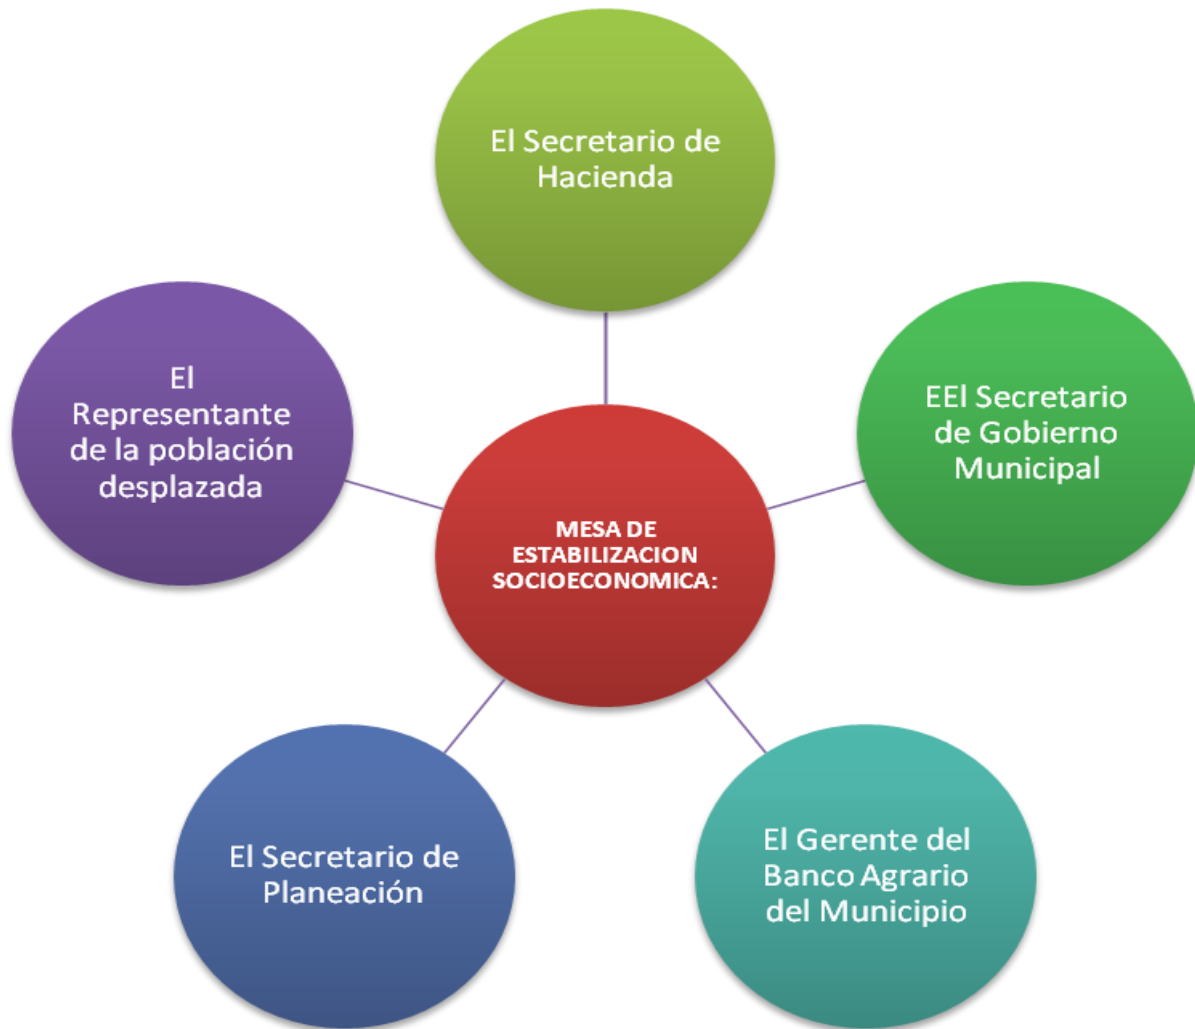 El Secretario de
Hacienda
El
Representante
de la población
desplazada
EEl Secretario
de Gobierno
Municipal
MESA DE
ESTABILIZACION
SOCIOECONOMICA:
El Secretario de
Planeación
El Gerente del
Banco Agrario
del Municipio